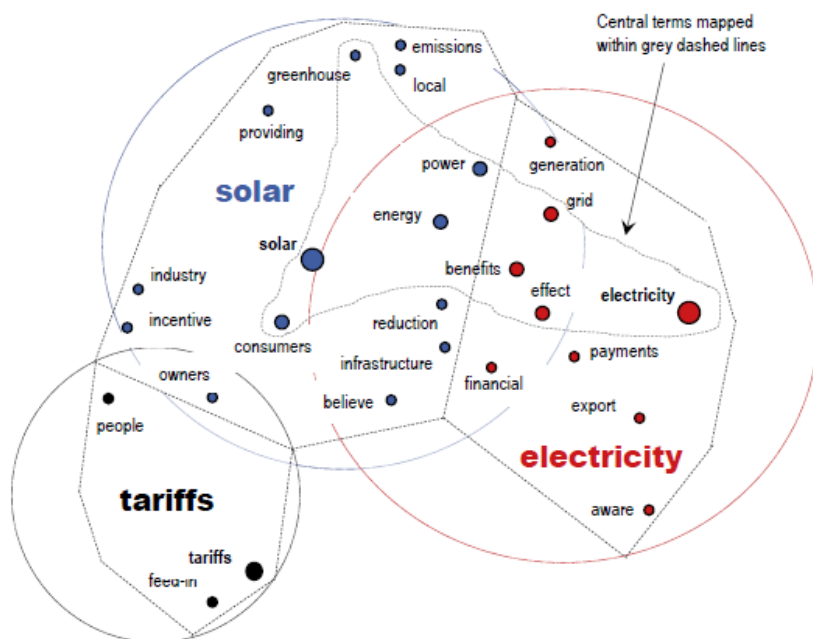 Central terms mapped
within grey dashed lines
emissions
greenhouse
local
providing
generation
power
solar
grid
energy
solar
benefits
industry
effect
electricity
incentive
reduction
consumers
infrastructure
payments
owners
financial
believe
people
export
electricity
tariffs
aware
tariffs
feed-in